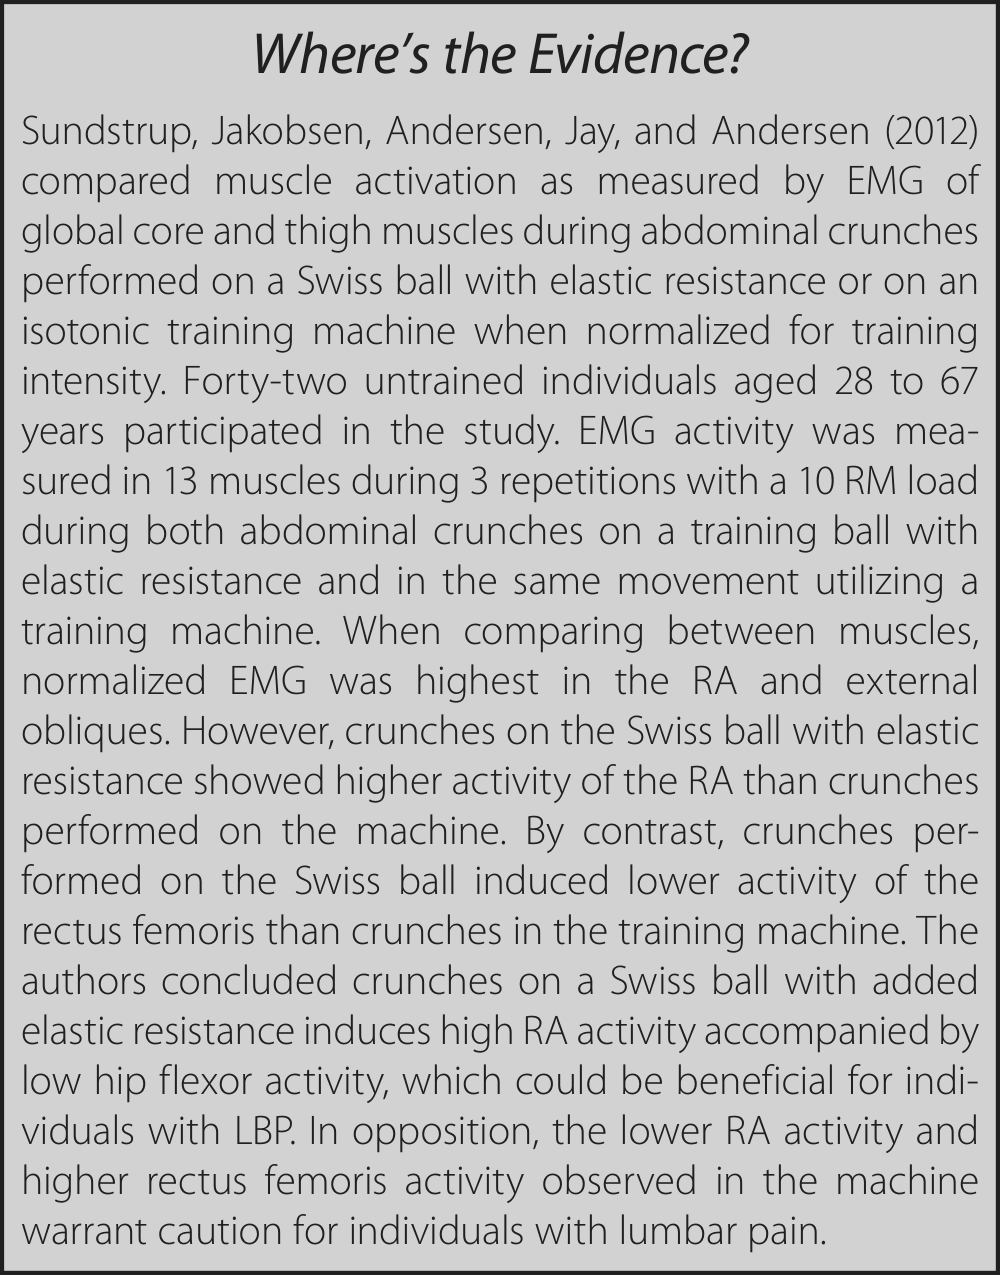 Where’s the Evidence?
Sundstrup, Jakobsen, Andersen, Jay, and Andersen (2012)
compared muscle activation as measured by EMG of
global core and thigh muscles during abdominal crunches
performed on a Swiss ball with elastic resistance or on an
isotonic training machine when normalized for training
intensity. Forty-two untrained individuals aged 28 to 67
years participated in the study. EMG activity was mea-
sured in 13 muscles during 3 repetitions with a 10 RM load
during both abdominal crunches on a training ball with
elastic resistance and in the same movement utilizing a
training machine. When comparing between muscles,
normalized EMG was highest in the RA and external
obliques. However, crunches on the Swiss ball with elastic
resistance showed higher activity of the RA than crunches
performed on the machine. By contrast, crunches per-
formed on the Swiss ball induced lower activity of the
rectus femoris than crunches in the training machine. The
authors concluded crunches on a Swiss ball with added
elastic resistance induces high RA activity accompanied by
low hip flexor activity, which could be beneficial for indi-
viduals with LBP. In opposition, the lower RA activity and
higher rectus femoris activity observed in the machine
warrant caution for individuals with lumbar pain.